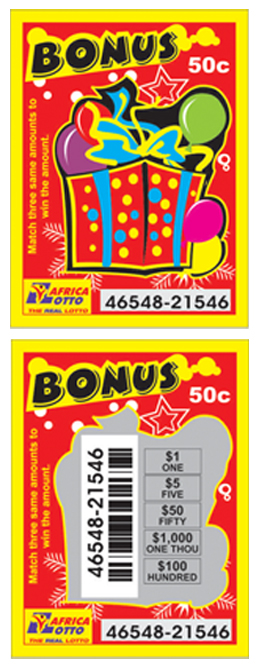 BONUS
50c
Match three same amounts to
win the amount.
AFRICA
LOTTO
THE REAL LOTTO
46548-21546
BONUS
50c
Match three same amounts to
win the amount.
46548-21546
$1
ONE
$5
FIVE
$50
FIFTY
$1,000
ONE THOU
$100
HUNDRED
AFRICA
LOTTO
THE REAL LOTTO
46548-21546